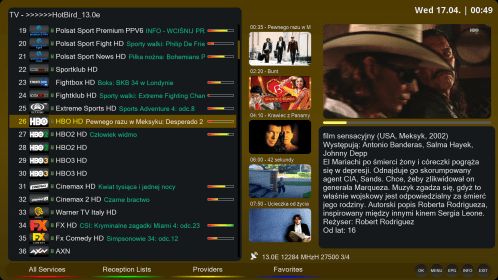 TV - >>>>>>HotBird_13.0e
Wed 17.04. | 00:49
19 Polsat Sport Premium PPV6 INFO - WCIŚNIJ PR
20 Polsat Sport Fight HD Sporty walki: Philip De Frie
21 Polsat Sport News HD Piłka nożna: Bohemians P
22 Sportklub HD
23 Fightbox HD Boks: BKB 34 w Londynie
24 Fightklub HD Sporty walki: Extreme Fighting Chan
25 Extreme Sports HD Sports Adventure 4: odc.8
26 HBO HD Pewnego razu w Meksyku: Desperado 2
27 HBO2 HD Człowiek widmo
28 HBO2 HD
29 HBO3 HD
30 HBO3 HD
31 Cinemax HD Kwiat tysiąca i jednej nocy
32 Cinemax 2 HD Czarne bractwo
33 Warner TV Italy HD
34 FX HD CSI: Kryminalne zagadki Miami 4: odc.23
35 Fx Comedy HD Simpsonowie 34: odc.12
36 AXN
00:35 - Pewnego razu w M
02:20 - Bunt
04:10 - Krawiec z Panamy
06:00 - 42 sekundy
07:50 - Ucieczka od życia
film sensacyjny (USA, Meksyk, 2002)
Występują: Antonio Banderas, Salma Hayek,
Johnny Depp
El Mariachi po śmierci żony i córeczki pogrąża
się w depresji. Odnajduje go skorumpowany
agent CIA, Sands. Chce, żeby zlikwidował on
generała Marqueza. Muzyk zgadza się, gdyż to
właśnie wojskowy jest odpowiedzialny za śmierć
jego rodziny. Autorski popis Roberta Rodrigueza,
inspirowany między innymi kinem Sergia Leone.
Reżyser: Robert Rodriguez
Od lat: 16
13.0E 12284 MHzH 27500 3/4
OK MENU EPG INFO EXIT
All Services Reception Lists Providers Favorites